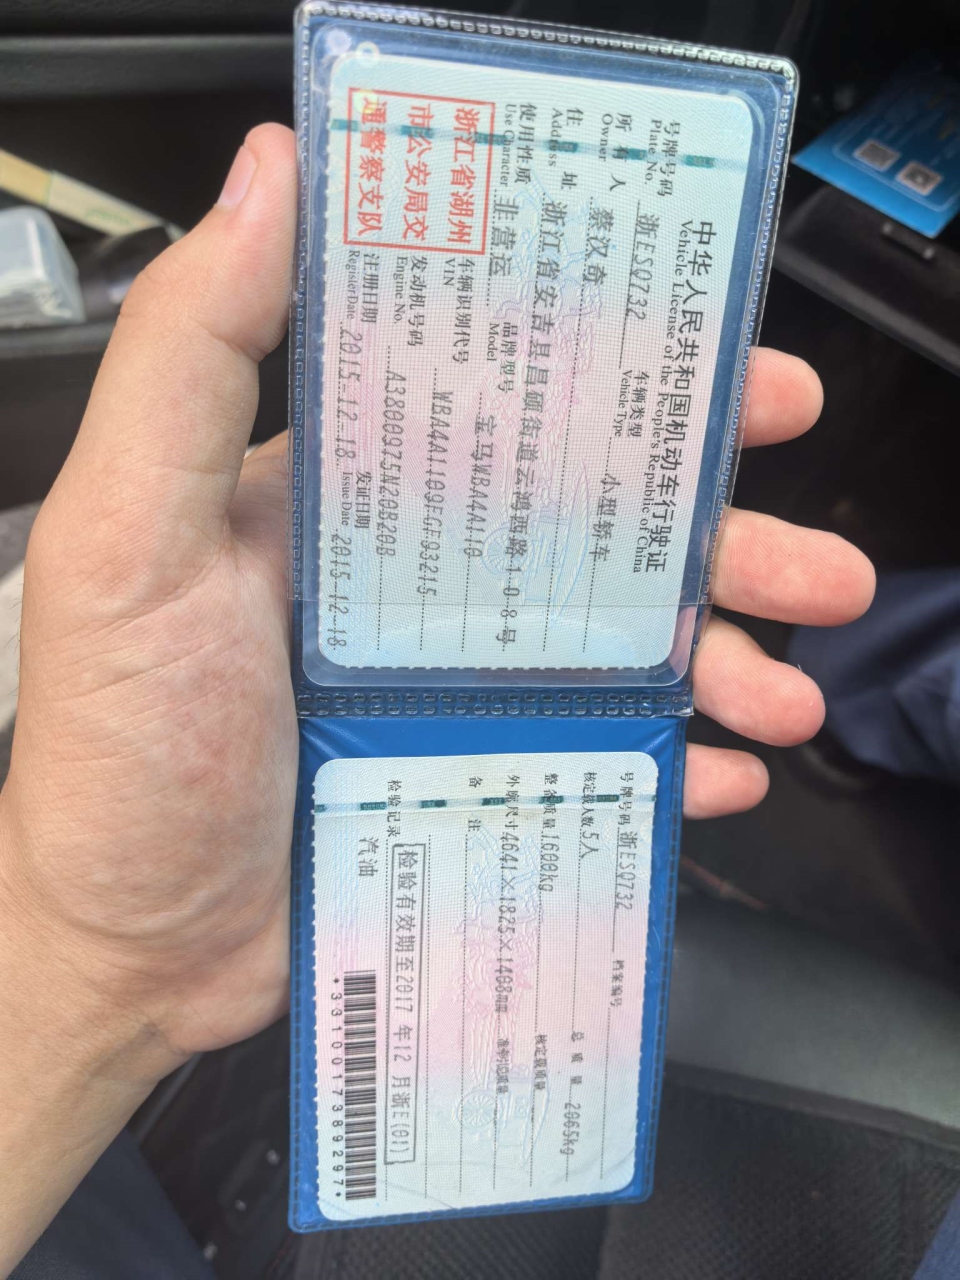 中华人民共和国机动车行驶证
Vehicle License of the People's Republic of China
号牌号码 浙ESQ732 车辆类型 小型轿车
Plate No. Vehicle Type
所有人 蔡汉奇
Owner
住址 浙江省安吉县昌硕街道云鸿西路108号
Address
使用性质 非营运 品牌型号 宝马WBA4A110
Use Character Model
浙江省湖州
市公安局交
通警察支队
车辆识别代号 WBA4A1109FGF93215
VIN
发动机号码 A3800975N20B20B
Engine No.
注册日期 2015-12-18 发证日期 2015-12-18
Register Date Issue Date
号牌号码 浙ESQ732 档案编号
核定载人数 5人 总质量 2065kg
整备质量 1600kg 核定载质量
外廓尺寸 4641×1825×1408mm 准牵引总质量
备注
检验记录 检验有效期至2017年12月浙E(01)
汽油
*3310017389297*